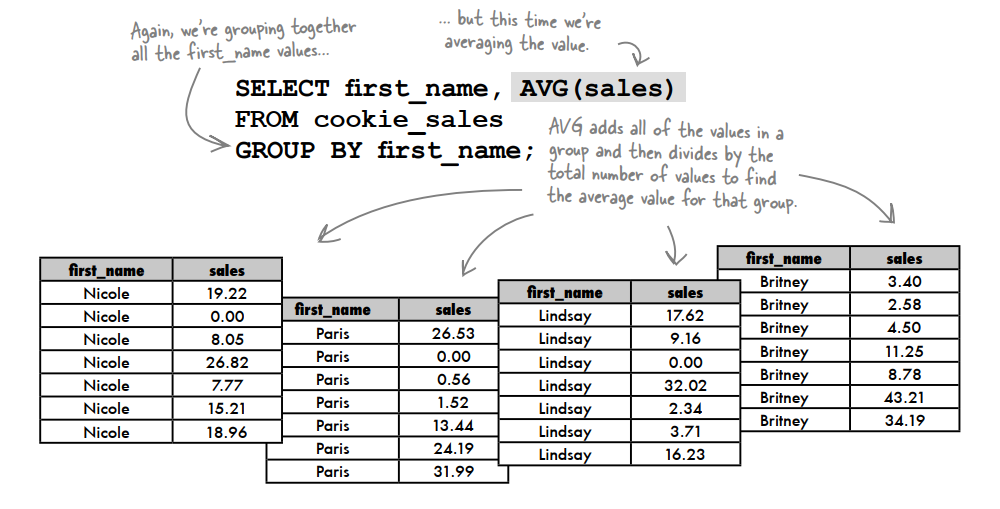 Again, we're grouping together
all the first_name values...
... but this time we're
averaging the value.
SELECT first_name, AVG(sales)
FROM cookie_sales
GROUP BY first_name;
AVG adds all of the values in a
group and then divides by the
total number of values to find
the average value for that group.
first_name sales
Nicole 19.22
Nicole 0.00
Nicole 8.05
Nicole 26.82
Nicole 7.77
Nicole 15.21
Nicole 18.96
first_name sales
Paris 26.53
Paris 0.00
Paris 0.56
Paris 1.52
Paris 13.44
Paris 24.19
Paris 31.99
first_name sales
Lindsay 17.62
Lindsay 9.16
Lindsay 0.00
Lindsay 32.02
Lindsay 2.34
Lindsay 3.71
Lindsay 16.23
first_name sales
Britney 3.40
Britney 2.58
Britney 4.50
Britney 11.25
Britney 8.78
Britney 43.21
Britney 34.19